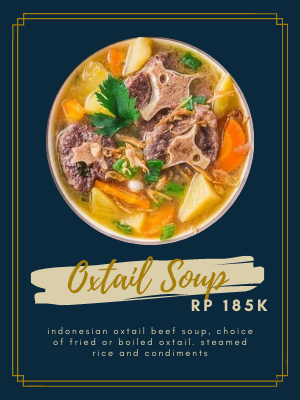 Oxtail Soup
RP 185K
indonesian oxtail beef soup, choice
of fried or boiled oxtail. steamed
rice and condiments